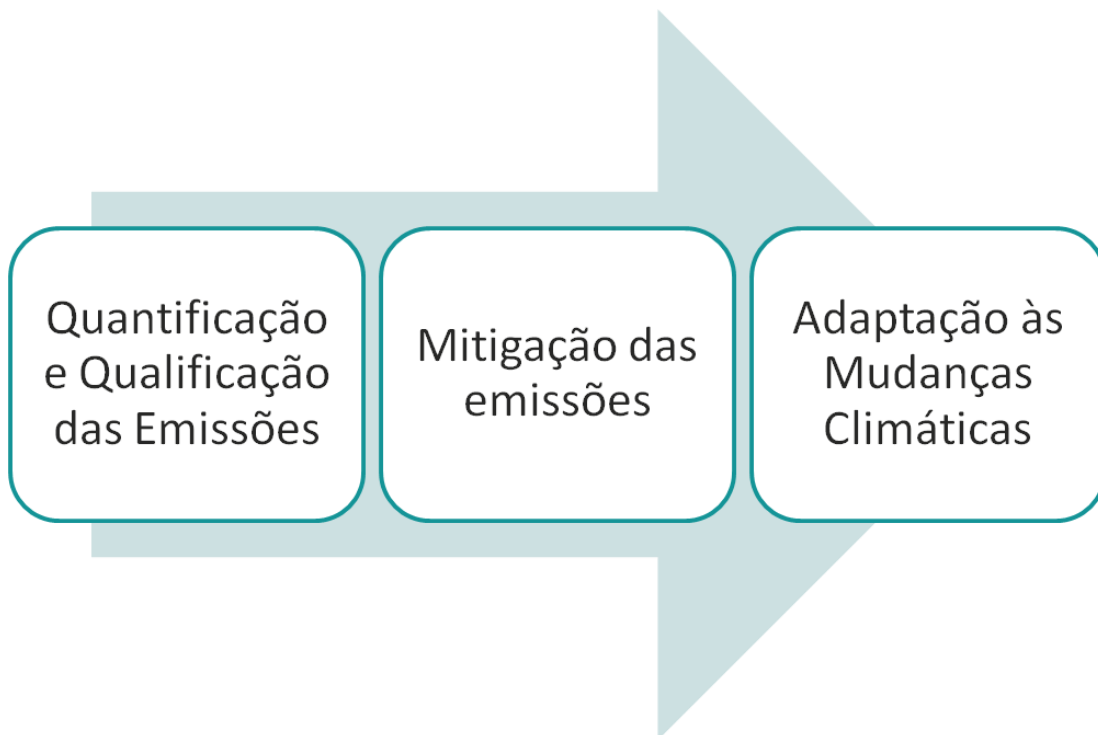 Quantificação
e Qualificação
das Emissões
Mitigação das
emissões
Adaptação às
Mudanças
Climáticas